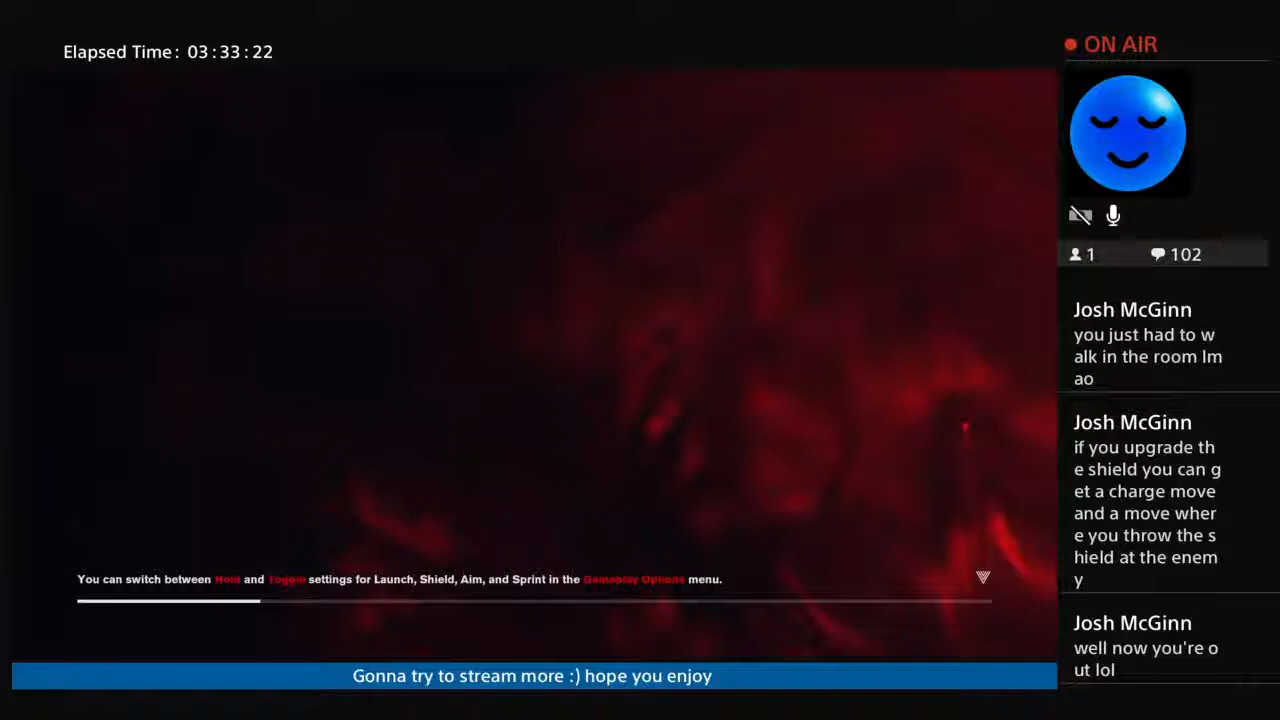 Elapsed Time: 03:33:22
ON AIR
1
102
Josh McGinn
you just had to w
alk in the room lm
ao
Josh McGinn
if you upgrade th
e shield you can g
et a charge move
and a move wher
e you throw the s
hield at the enem
y
Josh McGinn
well now you're o
ut lol
You can switch between Hold and Toggle settings for Launch, Shield, Aim, and Sprint in the Gameplay Options menu.
Gonna try to stream more :) hope you enjoy